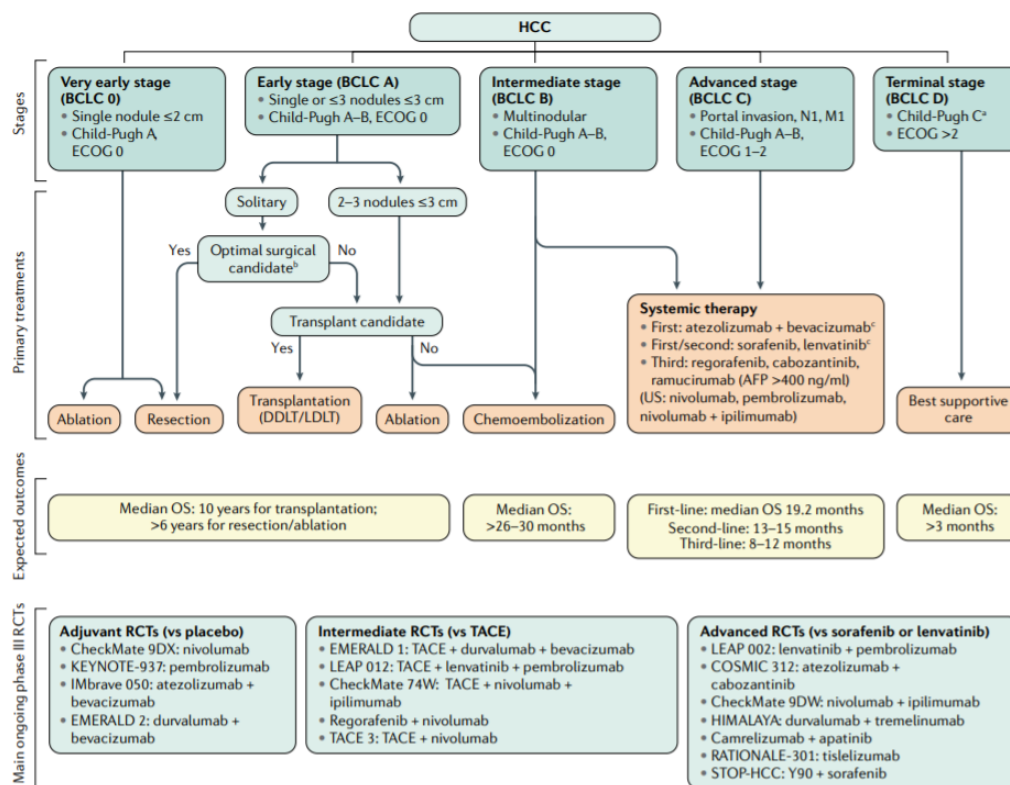 HCC
Stages
Very early stage
(BCLC 0)
• Single nodule ≤2 cm
• Child-Pugh A,
ECOG 0
Early stage (BCLC A)
• Single or ≤3 nodules ≤3 cm
• Child-Pugh A–B, ECOG 0
Intermediate stage
(BCLC B)
• Multinodular
• Child-Pugh A–B,
ECOG 0
Advanced stage
(BCLC C)
• Portal invasion, N1, M1
• Child-Pugh A–B,
ECOG 1–2
Terminal stage
(BCLC D)
• Child-Pugh Cᵃ
• ECOG >2
Primary treatments
Solitary
2–3 nodules ≤3 cm
Yes
Optimal surgical
candidateᵇ
No
Transplant candidate
Yes
No
Ablation
Resection
Transplantation
(DDLT/LDLT)
Ablation
Chemoembolization
Systemic therapy
• First: atezolizumab + bevacizumabᶜ
• First/second: sorafenib, lenvatinibᶜ
• Third: regorafenib, cabozantinib,
ramucirumab (AFP >400 ng/ml)
(US: nivolumab, pembrolizumab,
nivolumab + ipilimumab)
Best supportive
care
Expected outcomes
Median OS: 10 years for transplantation;
>6 years for resection/ablation
Median OS:
>26–30 months
First-line: median OS 19.2 months
Second-line: 13–15 months
Third-line: 8–12 months
Median OS:
>3 months
Main ongoing phase III RCTs
Adjuvant RCTs (vs placebo)
• CheckMate 9DX: nivolumab
• KEYNOTE-937: pembrolizumab
• IMbrave 050: atezolizumab +
bevacizumab
• EMERALD 2: durvalumab +
bevacizumab
Intermediate RCTs (vs TACE)
• EMERALD 1: TACE + durvalumab + bevacizumab
• LEAP 012: TACE + lenvatinib + pembrolizumab
• CheckMate 74W: TACE + nivolumab +
ipilimumab
• Regorafenib + nivolumab
• TACE 3: TACE + nivolumab
Advanced RCTs (vs sorafenib or lenvatinib)
• LEAP 002: lenvatinib + pembrolizumab
• COSMIC 312: atezolizumab +
cabozantinib
• CheckMate 9DW: nivolumab + ipilimumab
• HIMALAYA: durvalumab + tremelinumab
• Camrelizumab + apatinib
• RATIONALE-301: tislelizumab
• STOP-HCC: Y90 + sorafenib